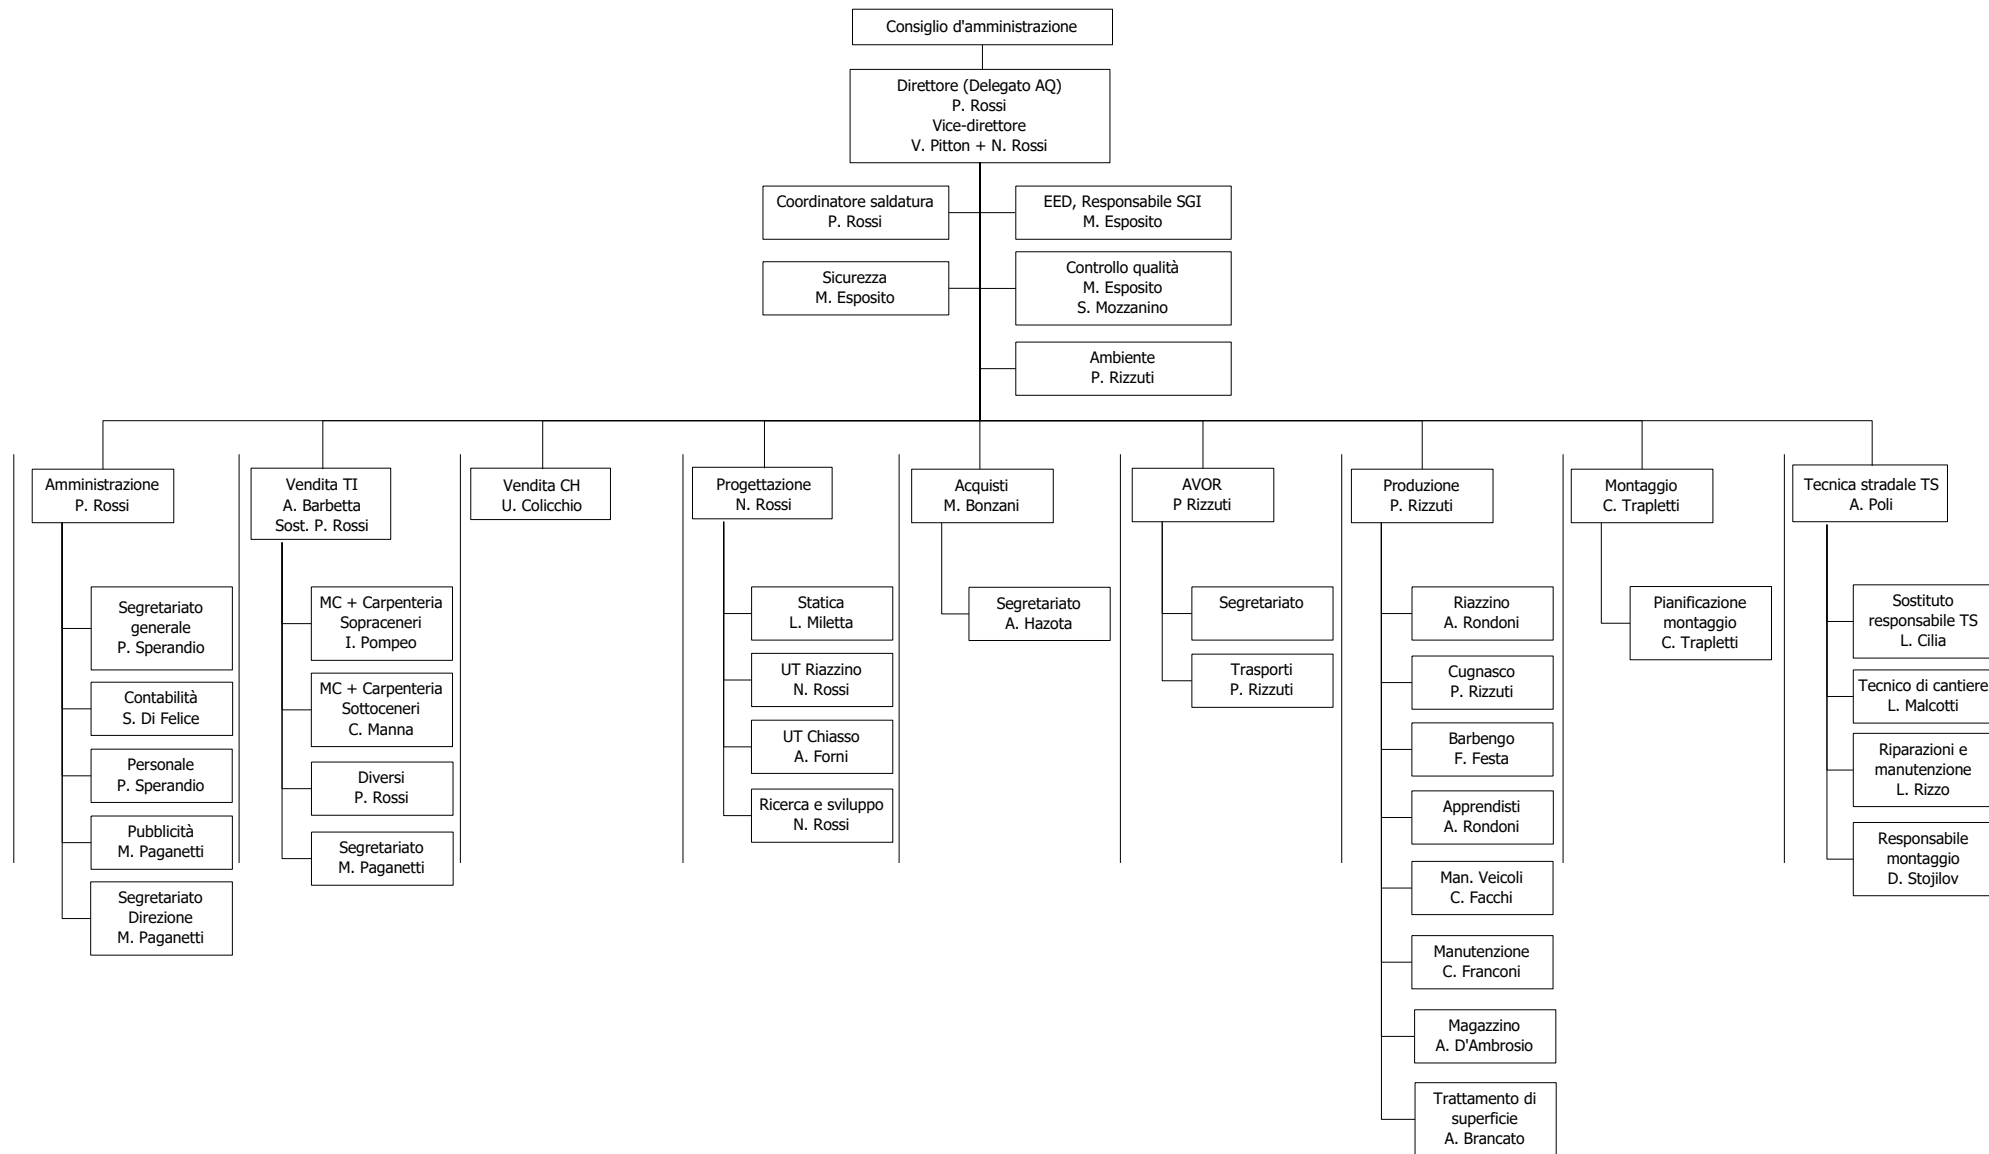 Consiglio d'amministrazione
Direttore (Delegato AQ)
P. Rossi
Vice-direttore
V. Pitton + N. Rossi
Coordinatore saldatura
P. Rossi
EED, Responsabile SGI
M. Esposito
Sicurezza
M. Esposito
Controllo qualità
M. Esposito
S. Mozzanino
Ambiente
P. Rizzuti
Amministrazione
P. Rossi
Segretariato
generale
P. Sperandio
Contabilità
S. Di Felice
Personale
P. Sperandio
Pubblicità
M. Paganetti
Segretariato
Direzione
M. Paganetti
Vendita TI
A. Barbetta
Sost. P. Rossi
MC + Carpenteria
Sopraceneri
I. Pompeo
MC + Carpenteria
Sottoceneri
C. Manna
Diversi
P. Rossi
Segretariato
M. Paganetti
Vendita CH
U. Colicchio
Progettazione
N. Rossi
Statica
L. Miletta
UT Riazzino
N. Rossi
UT Chiasso
A. Forni
Ricerca e sviluppo
N. Rossi
Acquisti
M. Bonzani
Segretariato
A. Hazota
AVOR
P Rizzuti
Segretariato
Trasporti
P. Rizzuti
Produzione
P. Rizzuti
Riazzino
A. Rondoni
Cugnasco
P. Rizzuti
Barbengo
F. Festa
Apprendisti
A. Rondoni
Man. Veicoli
C. Facchi
Manutenzione
C. Franconi
Magazzino
A. D'Ambrosio
Trattamento di
superficie
A. Brancato
Montaggio
C. Trapletti
Pianificazione
montaggio
C. Trapletti
Tecnica stradale TS
A. Poli
Sostituto
responsabile TS
L. Cilia
Tecnico di cantiere
L. Malcotti
Riparazioni e
manutenzione
L. Rizzo
Responsabile
montaggio
D. Stojilov